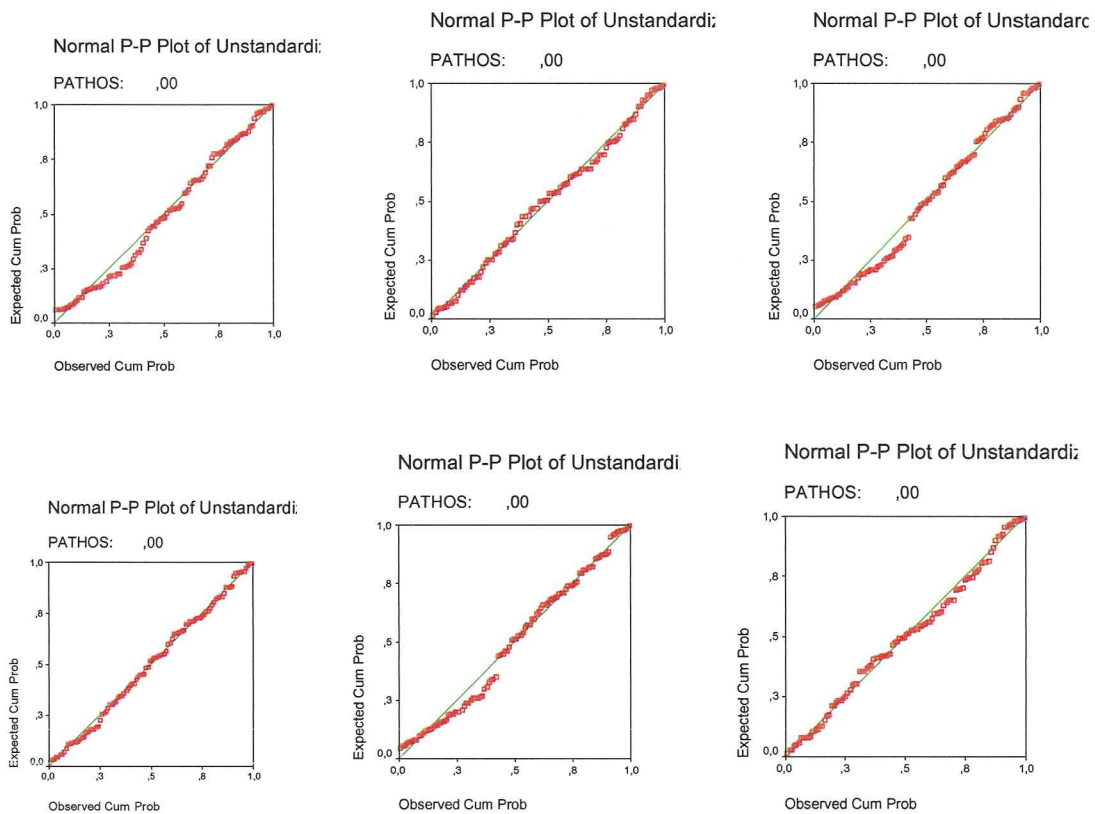 Normal P-P Plot of Unstandardi
PATHOS: ,00
1,0
,8
,5
,3
0,0
Expected Cum Prob
0,0 ,3 ,5 ,8 1,0
Observed Cum Prob
Normal P-P Plot of Unstandardiz
PATHOS: ,00
1,0
,8
,5
,3
0,0
Expected Cum Prob
0,0 ,3 ,5 ,8 1,0
Observed Cum Prob
Normal P-P Plot of Unstandard
PATHOS: ,00
1,0
,8
,5
,3
0,0
Expected Cum Prob
0,0 ,3 ,5 ,8 1,0
Observed Cum Prob
Normal P-P Plot of Unstandardi
PATHOS: ,00
1,0
,8
,5
,3
0,0
Expected Cum Prob
0,0 ,3 ,5 ,8 1,0
Observed Cum Prob
Normal P-P Plot of Unstandardi
PATHOS: ,00
1,0
,8
,5
,3
0,0
Expected Cum Prob
0,0 ,3 ,5 ,8 1,0
Observed Cum Prob
Normal P-P Plot of Unstandardiz
PATHOS: ,00
1,0
,8
,5
,3
0,0
Expected Cum Prob
0,0 ,3 ,5 ,8 1,0
Observed Cum Prob